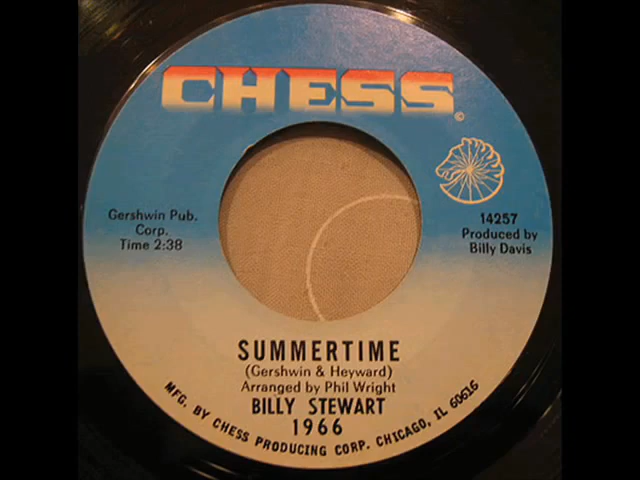 CHESS
©
Gershwin Pub.
Corp.
Time 2:38
14257
Produced by
Billy Davis
SUMMERTIME
(Gershwin & Heyward)
Arranged by Phil Wright
BILLY STEWART
1966
MFG. BY CHESS PRODUCING CORP. CHICAGO, IL 60616